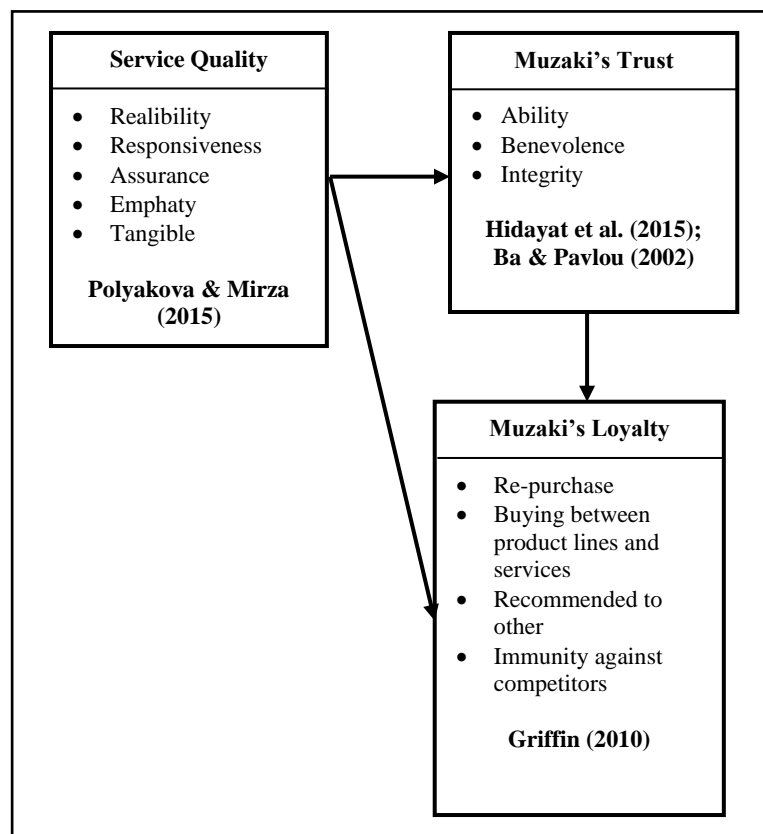 Service Quality
• Realibility
• Responsiveness
• Assurance
• Emphaty
• Tangible
Polyakova & Mirza
(2015)
Muzaki's Trust
• Ability
• Benevolence
• Integrity
Hidayat et al. (2015);
Ba & Pavlou (2002)
Muzaki's Loyalty
• Re-purchase
• Buying between
product lines and
services
• Recommended to
other
• Immunity against
competitors
Griffin (2010)